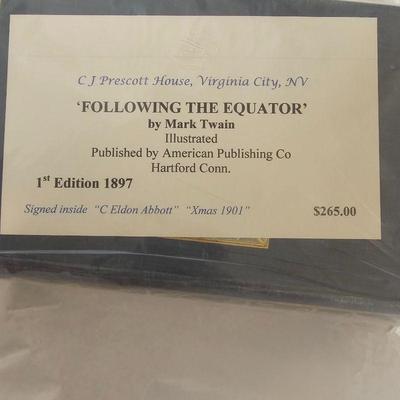 C J Prescott House, Virginia City, NV
'FOLLOWING THE EQUATOR'
by Mark Twain
Illustrated
Published by American Publishing Co
Hartford Conn.
1st Edition 1897
Signed inside "C Eldon Abbott" "Xmas 1901" $265.00